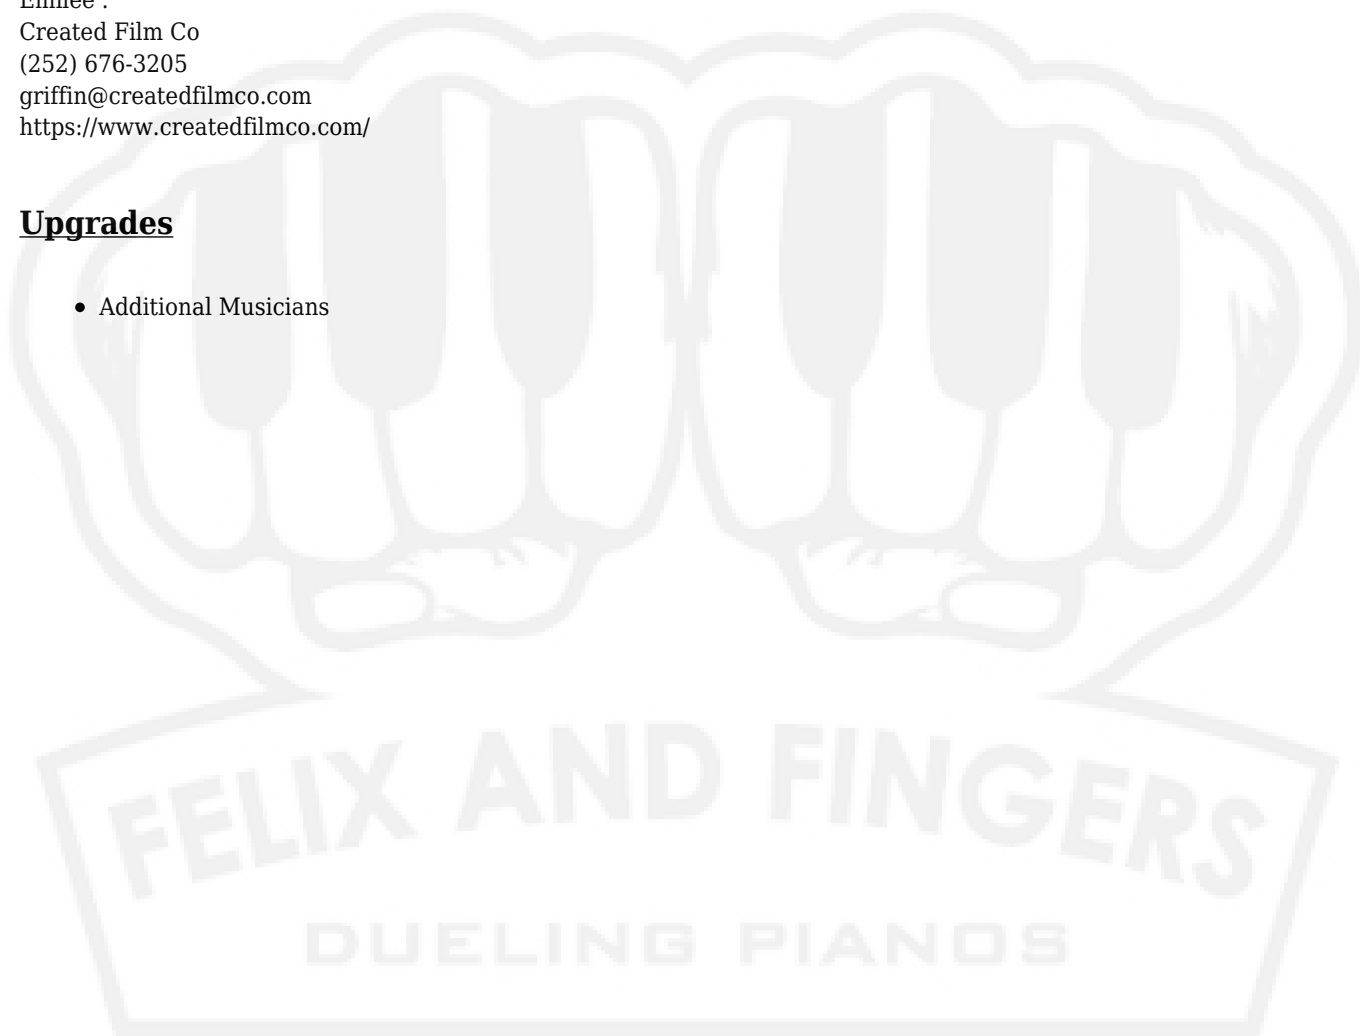 Created Film Co
(252) 676-3205
griffin@createdfilmco.com
https://www.createdfilmco.com/
Upgrades
• Additional Musicians
FELIX AND FINGERS
DUELING PIANOS